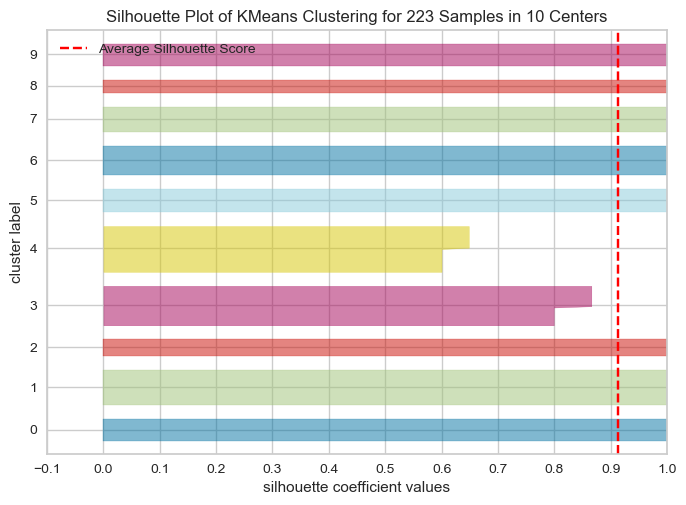 Silhouette Plot of KMeans Clustering for 223 Samples in 10 Centers
Average Silhouette Score
9
8
7
6
5
4
3
2
1
0
cluster label
−0.1 0.0 0.1 0.2 0.3 0.4 0.5 0.6 0.7 0.8 0.9 1.0
silhouette coefficient values